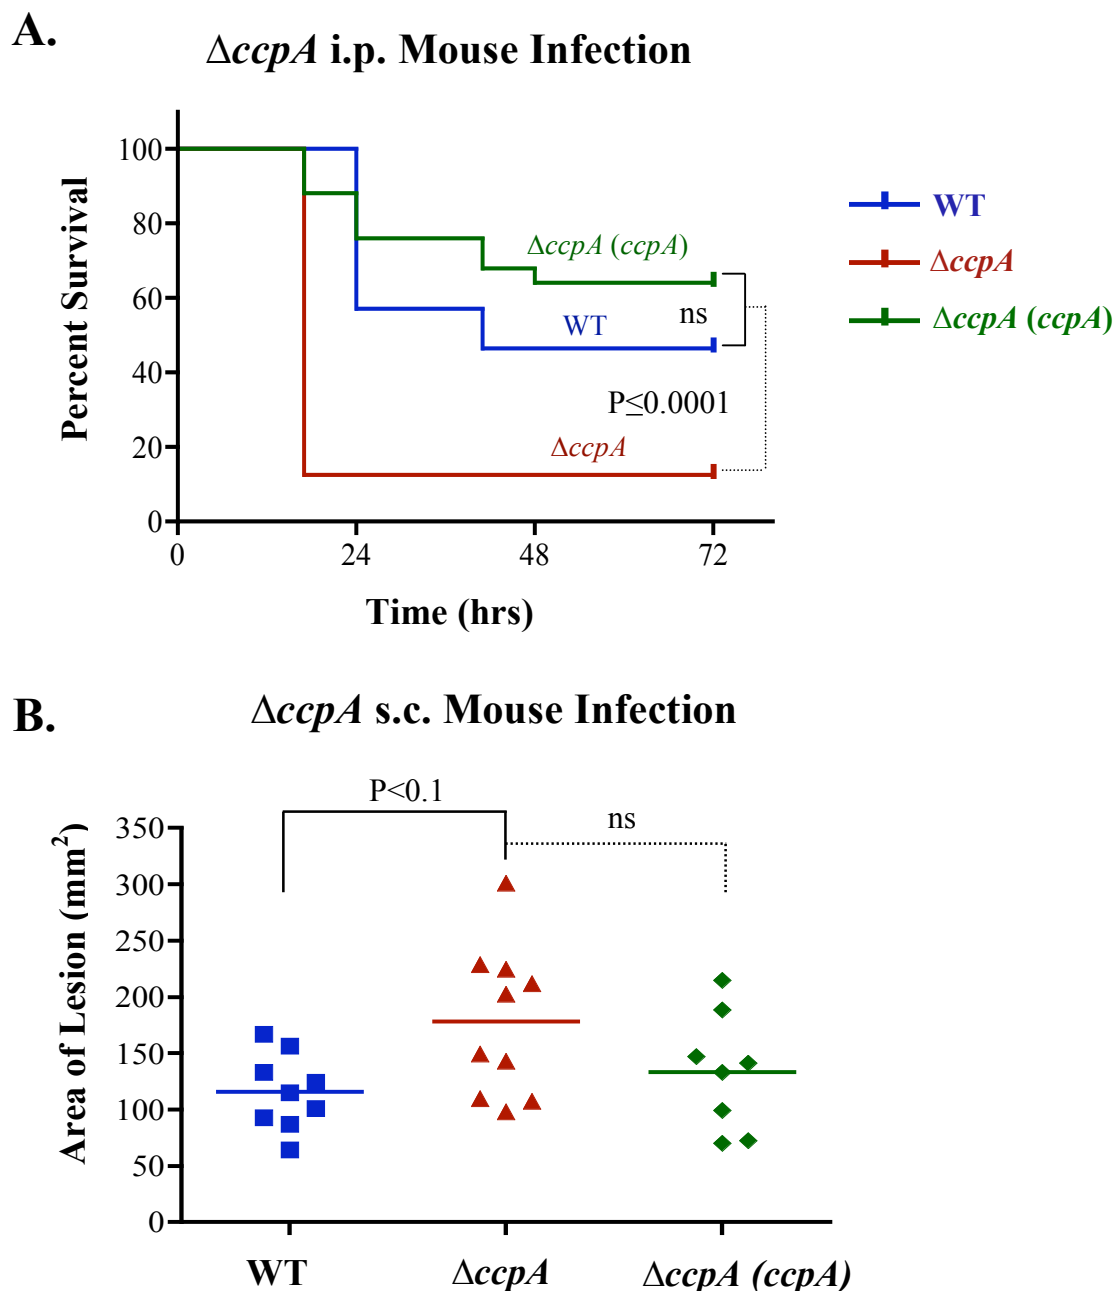 A.
ΔccpA i.p. Mouse Infection
Percent Survival
100
80
60
40
20
0
0 24 48 72
Time (hrs)
ΔccpA (ccpA)
WT
ns
P≤0.0001
ΔccpA
WT
ΔccpA
ΔccpA (ccpA)
B.
ΔccpA s.c. Mouse Infection
P<0.1
ns
Area of Lesion (mm²)
350
300
250
200
150
100
50
0
WT ΔccpA ΔccpA (ccpA)